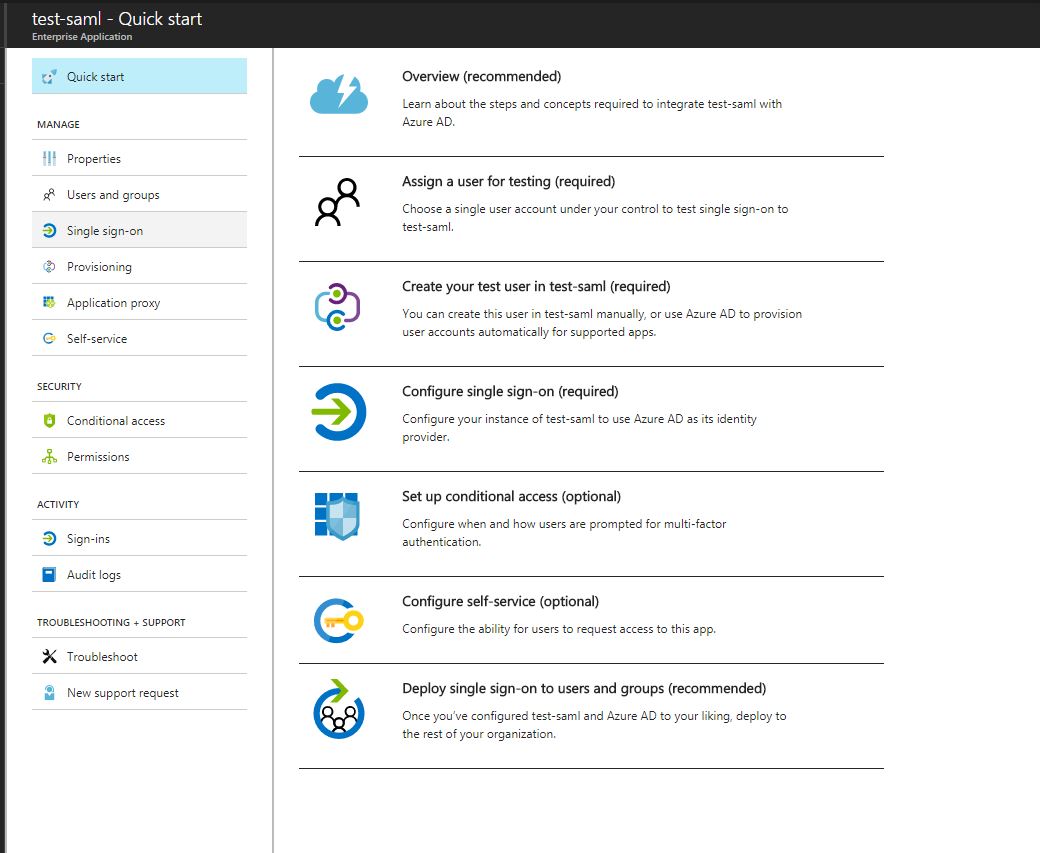 test-saml - Quick start
Enterprise Application
Quick start
MANAGE
Properties
Users and groups
Single sign-on
Provisioning
Application proxy
Self-service
SECURITY
Conditional access
Permissions
ACTIVITY
Sign-ins
Audit logs
TROUBLESHOOTING + SUPPORT
Troubleshoot
New support request
Overview (recommended)
Learn about the steps and concepts required to integrate test-saml with
Azure AD.
Assign a user for testing (required)
Choose a single user account under your control to test single sign-on to
test-saml.
Create your test user in test-saml (required)
You can create this user in test-saml manually, or use Azure AD to provision
user accounts automatically for supported apps.
Configure single sign-on (required)
Configure your instance of test-saml to use Azure AD as its identity
provider.
Set up conditional access (optional)
Configure when and how users are prompted for multi-factor
authentication.
Configure self-service (optional)
Configure the ability for users to request access to this app.
Deploy single sign-on to users and groups (recommended)
Once you've configured test-saml and Azure AD to your liking, deploy to
the rest of your organization.